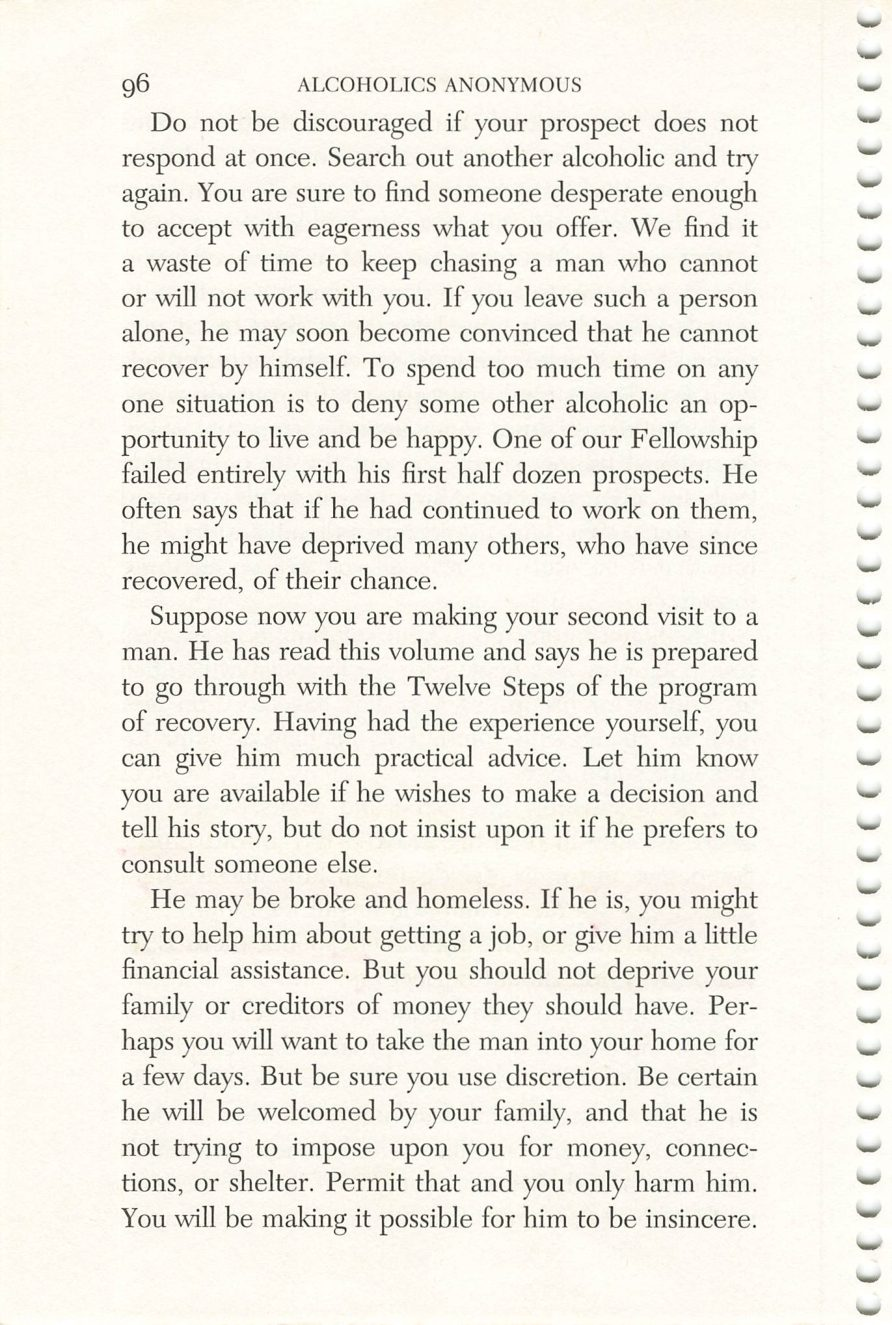 96 ALCOHOLICS ANONYMOUS
Do not be discouraged if your prospect does not
respond at once. Search out another alcoholic and try
again. You are sure to find someone desperate enough
to accept with eagerness what you offer. We find it
a waste of time to keep chasing a man who cannot
or will not work with you. If you leave such a person
alone, he may soon become convinced that he cannot
recover by himself. To spend too much time on any
one situation is to deny some other alcoholic an op-
portunity to live and be happy. One of our Fellowship
failed entirely with his first half dozen prospects. He
often says that if he had continued to work on them,
he might have deprived many others, who have since
recovered, of their chance.
Suppose now you are making your second visit to a
man. He has read this volume and says he is prepared
to go through with the Twelve Steps of the program
of recovery. Having had the experience yourself, you
can give him much practical advice. Let him know
you are available if he wishes to make a decision and
tell his story, but do not insist upon it if he prefers to
consult someone else.
He may be broke and homeless. If he is, you might
try to help him about getting a job, or give him a little
financial assistance. But you should not deprive your
family or creditors of money they should have. Per-
haps you will want to take the man into your home for
a few days. But be sure you use discretion. Be certain
he will be welcomed by your family, and that he is
not trying to impose upon you for money, connec-
tions, or shelter. Permit that and you only harm him.
You will be making it possible for him to be insincere.